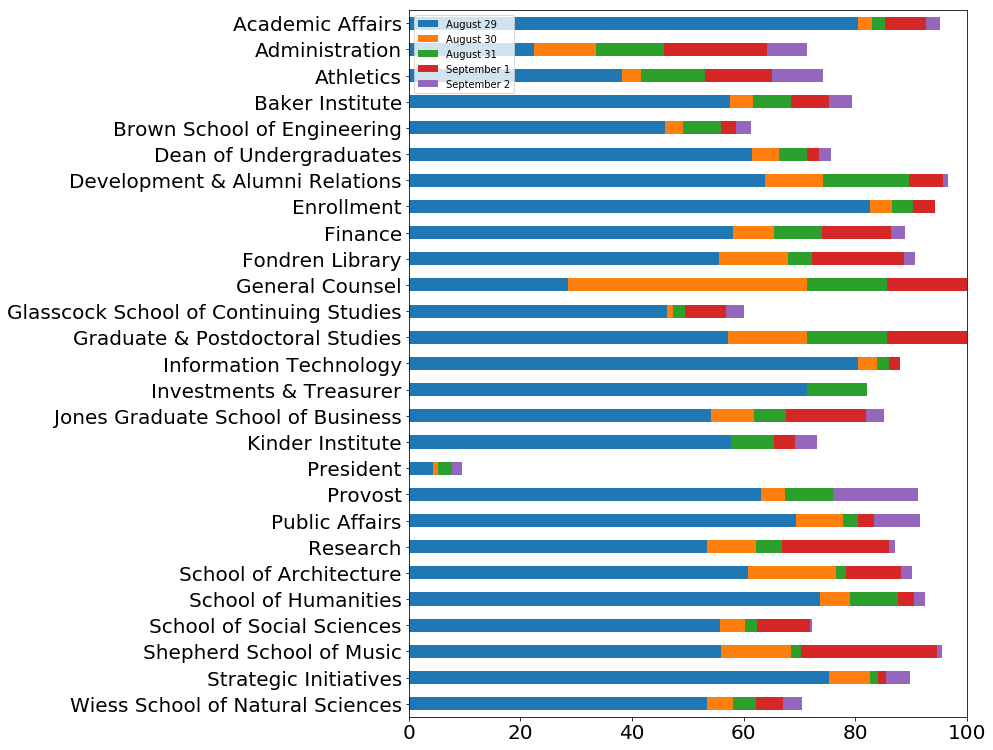 Academic Affairs
Administration
Athletics
Baker Institute
Brown School of Engineering
Dean of Undergraduates
Development & Alumni Relations
Enrollment
Finance
Fondren Library
General Counsel
Glasscock School of Continuing Studies
Graduate & Postdoctoral Studies
Information Technology
Investments & Treasurer
Jones Graduate School of Business
Kinder Institute
President
Provost
Public Affairs
Research
School of Architecture
School of Humanities
School of Social Sciences
Shepherd School of Music
Strategic Initiatives
Wiess School of Natural Sciences
August 29
August 30
August 31
September 1
September 2
0 20 40 60 80 100